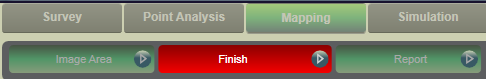 Survey Point Analysis Mapping Simulation
Image Area Finish Report